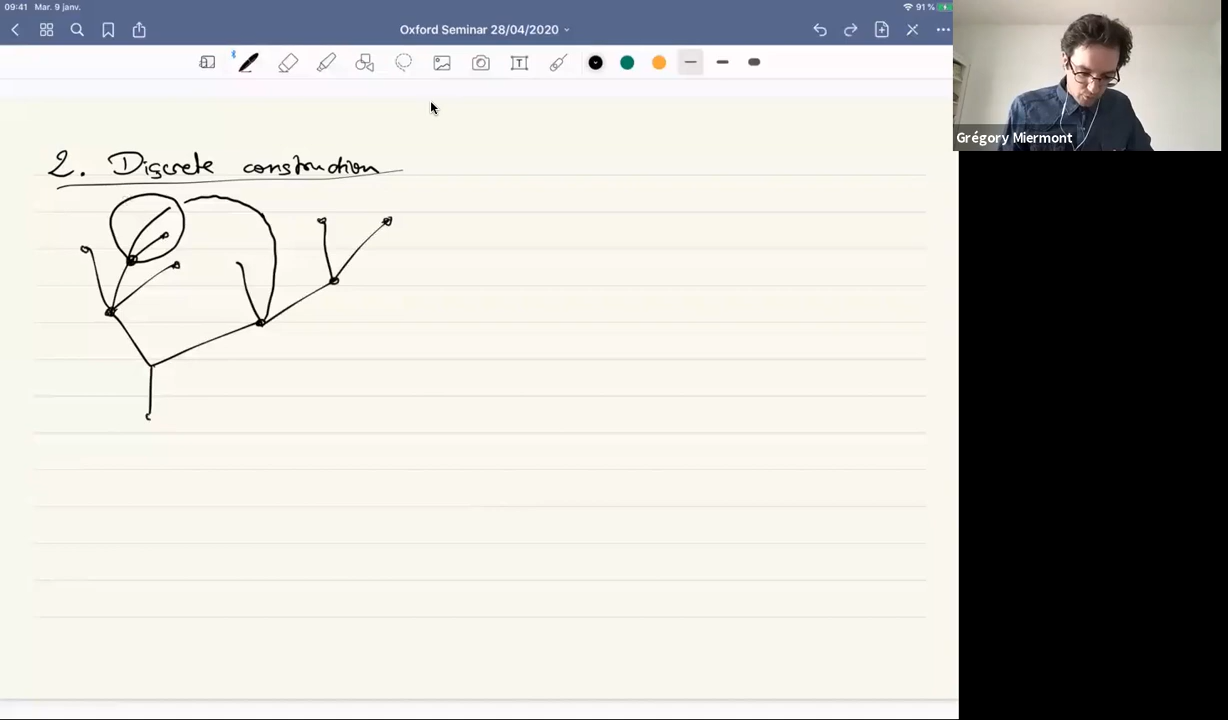 09:41 Mar. 9 janv.
91 %
Oxford Seminar 28/04/2020
T
Grégory Miermont
2. Discrete construction